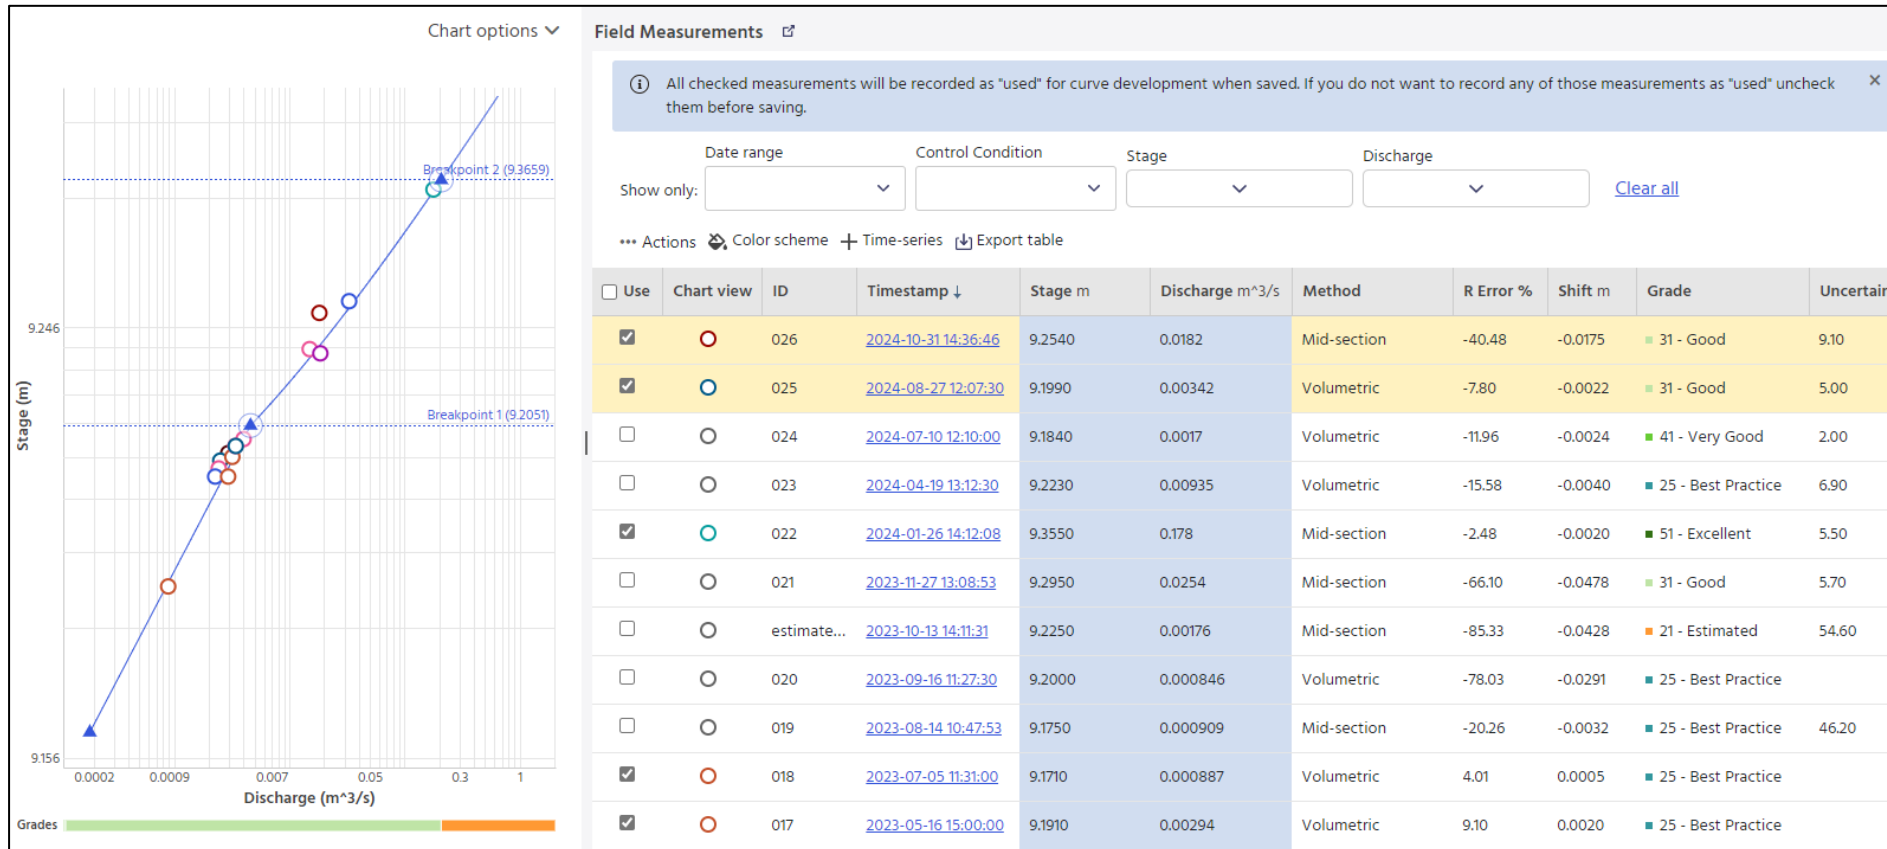 Chart options
Breakpoint 2 (9.3659)
9.246
Breakpoint 1 (9.2051)
Stage (m)
9.156
0.0002 0.0009 0.007 0.05 0.3 1
Discharge (m^3/s)
Grades
Field Measurements
All checked measurements will be recorded as "used" for curve development when saved. If you do not want to record any of those measurements as "used" uncheck
them before saving.
Date range Control Condition Stage Discharge
Show only: Clear all
Actions Color scheme Time-series Export table
Use Chart view ID Timestamp ↓ Stage m Discharge m^3/s Method R Error % Shift m Grade Uncertain
026 2024-10-31 14:36:46 9.2540 0.0182 Mid-section -40.48 -0.0175 31 - Good 9.10
025 2024-08-27 12:07:30 9.1990 0.00342 Volumetric -7.80 -0.0022 31 - Good 5.00
024 2024-07-10 12:10:00 9.1840 0.0017 Volumetric -11.96 -0.0024 41 - Very Good 2.00
023 2024-04-19 13:12:30 9.2230 0.00935 Volumetric -15.58 -0.0040 25 - Best Practice 6.90
022 2024-01-26 14:12:08 9.3550 0.178 Mid-section -2.48 -0.0020 51 - Excellent 5.50
021 2023-11-27 13:08:53 9.2950 0.0254 Mid-section -66.10 -0.0478 31 - Good 5.70
estimate... 2023-10-13 14:11:31 9.2250 0.00176 Mid-section -85.33 -0.0428 21 - Estimated 54.60
020 2023-09-16 11:27:30 9.2000 0.000846 Volumetric -78.03 -0.0291 25 - Best Practice
019 2023-08-14 10:47:53 9.1750 0.000909 Mid-section -20.26 -0.0032 25 - Best Practice 46.20
018 2023-07-05 11:31:00 9.1710 0.000887 Volumetric 4.01 0.0005 25 - Best Practice
017 2023-05-16 15:00:00 9.1910 0.00294 Volumetric 9.10 0.0020 25 - Best Practice